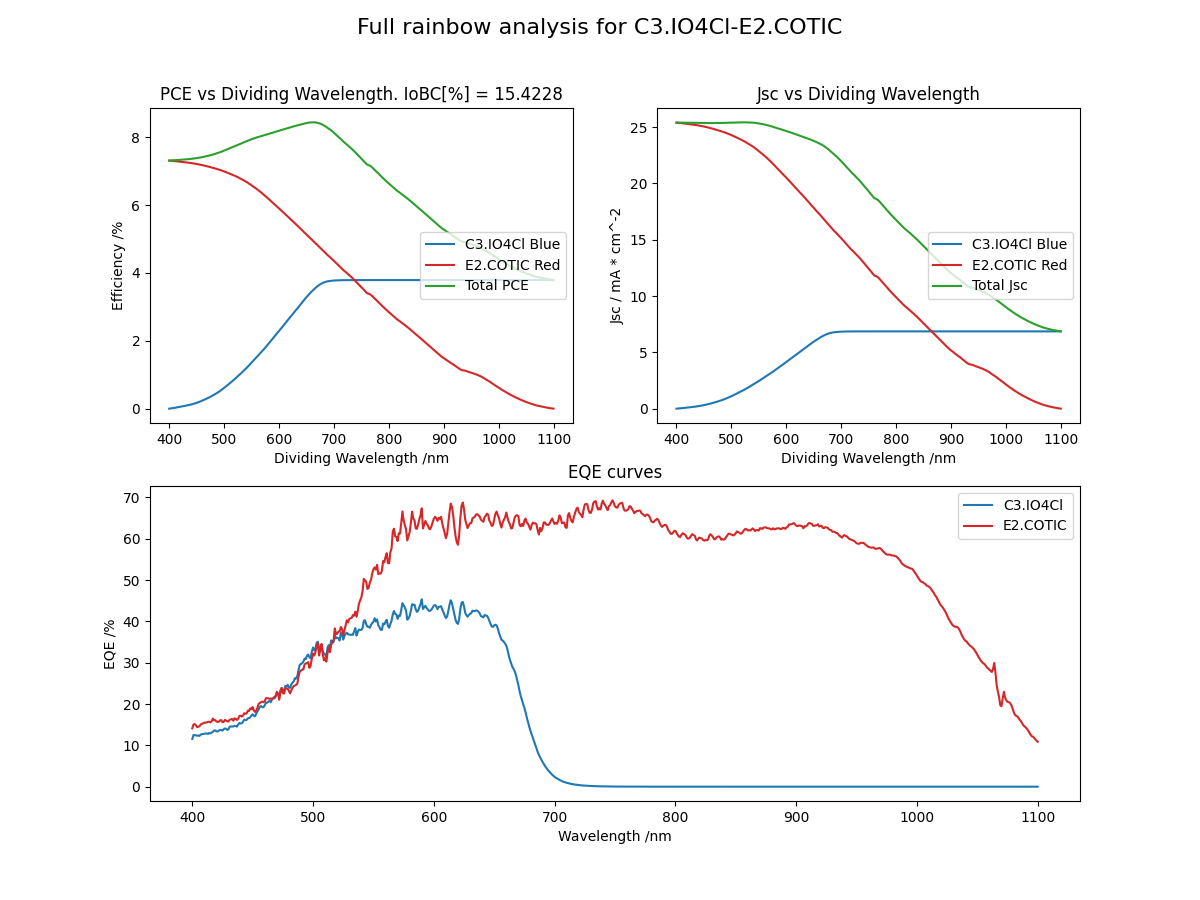 Full rainbow analysis for C3.IO4Cl-E2.COTIC
PCE vs Dividing Wavelength. IoBC[%] = 15.4228
Efficiency /%
8
6
4
2
0
400 500 600 700 800 900 1000 1100
Dividing Wavelength /nm
C3.IO4Cl Blue
E2.COTIC Red
Total PCE
Jsc vs Dividing Wavelength
Jsc / mA * cm^-2
25
20
15
10
5
0
400 500 600 700 800 900 1000 1100
Dividing Wavelength /nm
C3.IO4Cl Blue
E2.COTIC Red
Total Jsc
EQE curves
EQE /%
70
60
50
40
30
20
10
0
400 500 600 700 800 900 1000 1100
Wavelength /nm
C3.IO4Cl
E2.COTIC